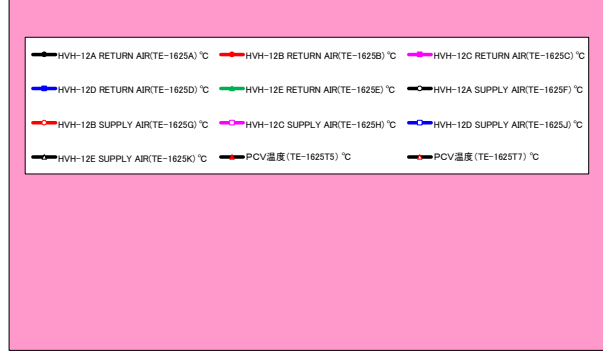 HVH-12A RETURN AIR(TE-1625A) ℃ HVH-12B RETURN AIR(TE-1625B) ℃ HVH-12C RETURN AIR(TE-1625C) ℃
HVH-12D RETURN AIR(TE-1625D) ℃ HVH-12E RETURN AIR(TE-1625E) ℃ HVH-12A SUPPLY AIR(TE-1625F) ℃
HVH-12B SUPPLY AIR(TE-1625G) ℃ HVH-12C SUPPLY AIR(TE-1625H) ℃ HVH-12D SUPPLY AIR(TE-1625J) ℃
HVH-12E SUPPLY AIR(TE-1625K) ℃ PCV温度(TE-1625T5) ℃ PCV温度(TE-1625T7) ℃